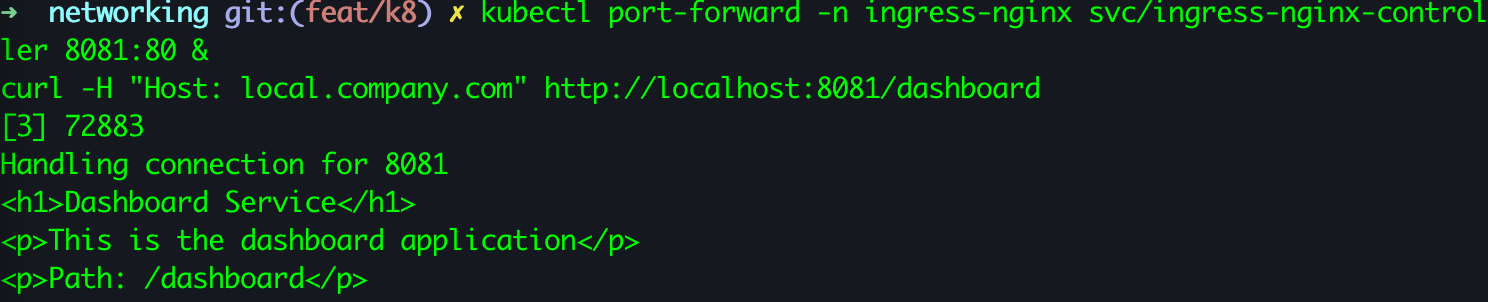 ➜  networking git:(feat/k8) ✗ kubectl port-forward -n ingress-nginx svc/ingress-nginx-control
ler 8081:80 &
curl -H "Host: local.company.com" http://localhost:8081/dashboard
[3] 72883
Handling connection for 8081
<h1>Dashboard Service</h1>
<p>This is the dashboard application</p>
<p>Path: /dashboard</p>